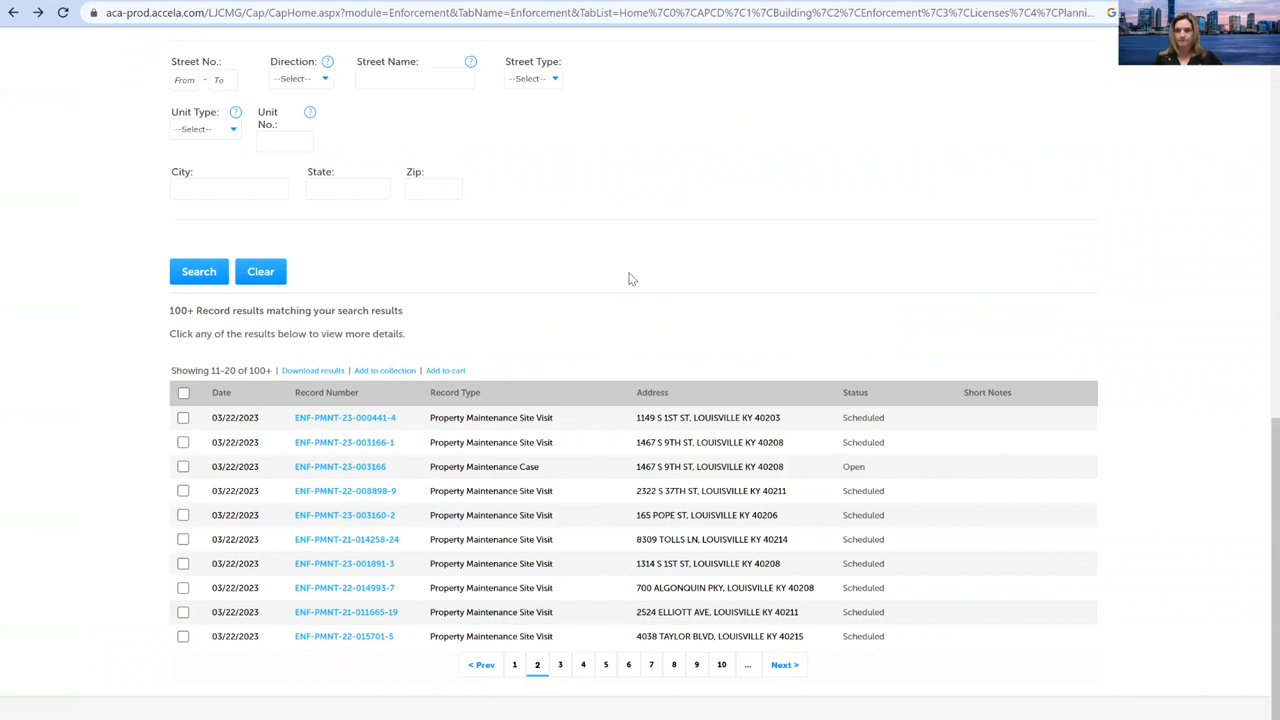 aca-prod.accela.com/LJCMG/Cap/CapHome.aspx?module=Enforcement&TabName=Enforcement&TabList=Home%7C0%7CAPCD%7C1%7CBuilding%7C2%7CEnforcement%7C3%7CLicenses%7C4%7CPlanni...
Street No.: Direction: ? Street Name: ? Street Type:
From - To --Select-- --Select--
Unit Type: ? Unit No.: ?
--Select--
City: State: Zip:
Search Clear
100+ Record results matching your search results
Click any of the results below to view more details.
Showing 11-20 of 100+ | Download results | Add to collection | Add to cart
Date Record Number Record Type Address Status Short Notes
03/22/2023 ENF-PMNT-23-000441-4 Property Maintenance Site Visit 1149 S 1ST ST, LOUISVILLE KY 40203 Scheduled
03/22/2023 ENF-PMNT-23-003166-1 Property Maintenance Site Visit 1467 S 9TH ST, LOUISVILLE KY 40208 Scheduled
03/22/2023 ENF-PMNT-23-003166 Property Maintenance Case 1467 S 9TH ST, LOUISVILLE KY 40208 Open
03/22/2023 ENF-PMNT-22-008898-9 Property Maintenance Site Visit 2322 S 37TH ST, LOUISVILLE KY 40211 Scheduled
03/22/2023 ENF-PMNT-23-003160-2 Property Maintenance Site Visit 165 POPE ST, LOUISVILLE KY 40206 Scheduled
03/22/2023 ENF-PMNT-21-014258-24 Property Maintenance Site Visit 8309 TOLLS LN, LOUISVILLE KY 40214 Scheduled
03/22/2023 ENF-PMNT-23-001891-3 Property Maintenance Site Visit 1314 S 1ST ST, LOUISVILLE KY 40208 Scheduled
03/22/2023 ENF-PMNT-22-014993-7 Property Maintenance Site Visit 700 ALGONQUIN PKY, LOUISVILLE KY 40208 Scheduled
03/22/2023 ENF-PMNT-21-011665-19 Property Maintenance Site Visit 2524 ELLIOTT AVE, LOUISVILLE KY 40211 Scheduled
03/22/2023 ENF-PMNT-22-015701-5 Property Maintenance Site Visit 4038 TAYLOR BLVD, LOUISVILLE KY 40215 Scheduled
< Prev 1 2 3 4 5 6 7 8 9 10 ... Next >